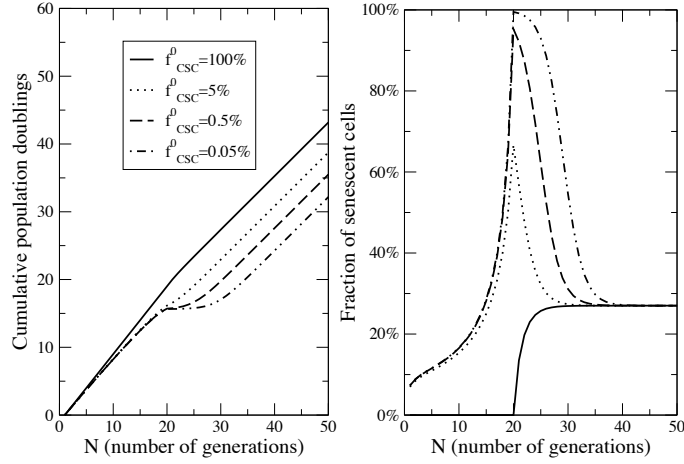 60
50
40
30
20
10
0
0 10 20 30 40 50
Cumulative population doublings
N (number of generations)
f⁰CSC=100%
f⁰CSC=5%
f⁰CSC=0.5%
f⁰CSC=0.05%
100%
80%
60%
40%
20%
0%
0 10 20 30 40 50
Fraction of senescent cells
N (number of generations)